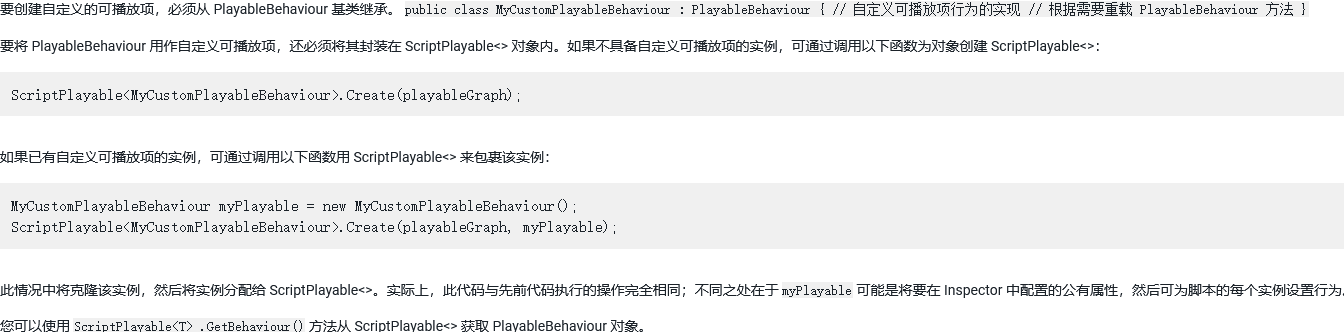 要创建自定义的可播放项，必须从 PlayableBehaviour 基类继承。 public class MyCustomPlayableBehaviour : PlayableBehaviour { // 自定义可播放项行为的实现 // 根据需要重载 PlayableBehaviour 方法 }
要将 PlayableBehaviour 用作自定义可播放项，还必须将其封装在 ScriptPlayable<> 对象内。如果不具备自定义可播放项的实例，可通过调用以下函数为对象创建 ScriptPlayable<>：
ScriptPlayable<MyCustomPlayableBehaviour>.Create(playableGraph);
如果已有自定义可播放项的实例，可通过调用以下函数用 ScriptPlayable<> 来包裹该实例：
MyCustomPlayableBehaviour myPlayable = new MyCustomPlayableBehaviour();
ScriptPlayable<MyCustomPlayableBehaviour>.Create(playableGraph, myPlayable);
此情况中将克隆该实例，然后将实例分配给 ScriptPlayable<>。实际上，此代码与先前代码执行的操作完全相同；不同之处在于 myPlayable 可能是将要在 Inspector 中配置的公有属性，然后可为脚本的每个实例设置行为。
您可以使用 ScriptPlayable<T> .GetBehaviour() 方法从 ScriptPlayable<> 获取 PlayableBehaviour 对象。